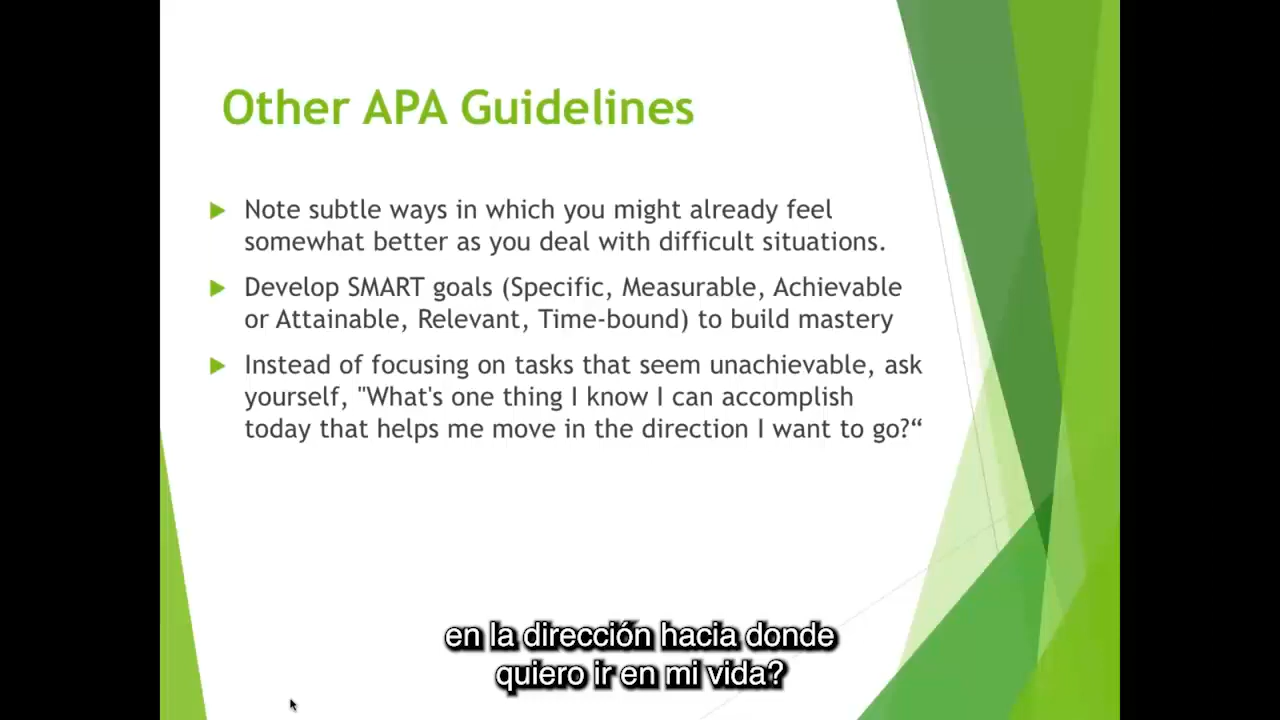 Other APA Guidelines
Note subtle ways in which you might already feel
somewhat better as you deal with difficult situations.
Develop SMART goals (Specific, Measurable, Achievable
or Attainable, Relevant, Time-bound) to build mastery
Instead of focusing on tasks that seem unachievable, ask
yourself, "What's one thing I know I can accomplish
today that helps me move in the direction I want to go?“
en la dirección hacia donde
quiero ir en mi vida?